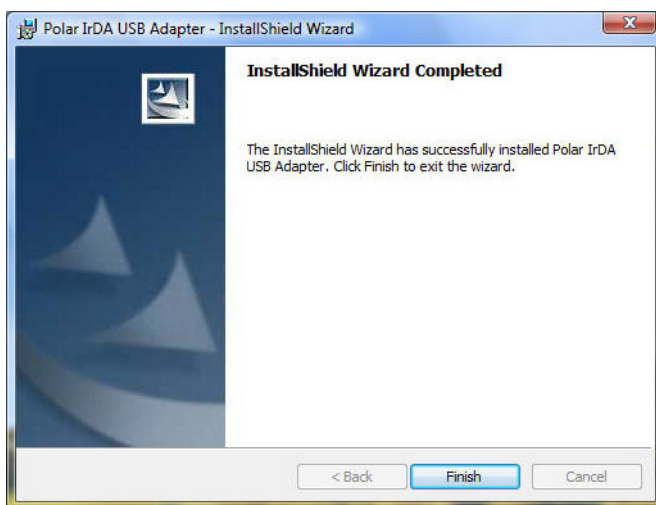 Polar IrDA USB Adapter - InstallShield Wizard
InstallShield Wizard Completed
The InstallShield Wizard has successfully installed Polar IrDA
USB Adapter. Click Finish to exit the wizard.
< Back
Finish
Cancel